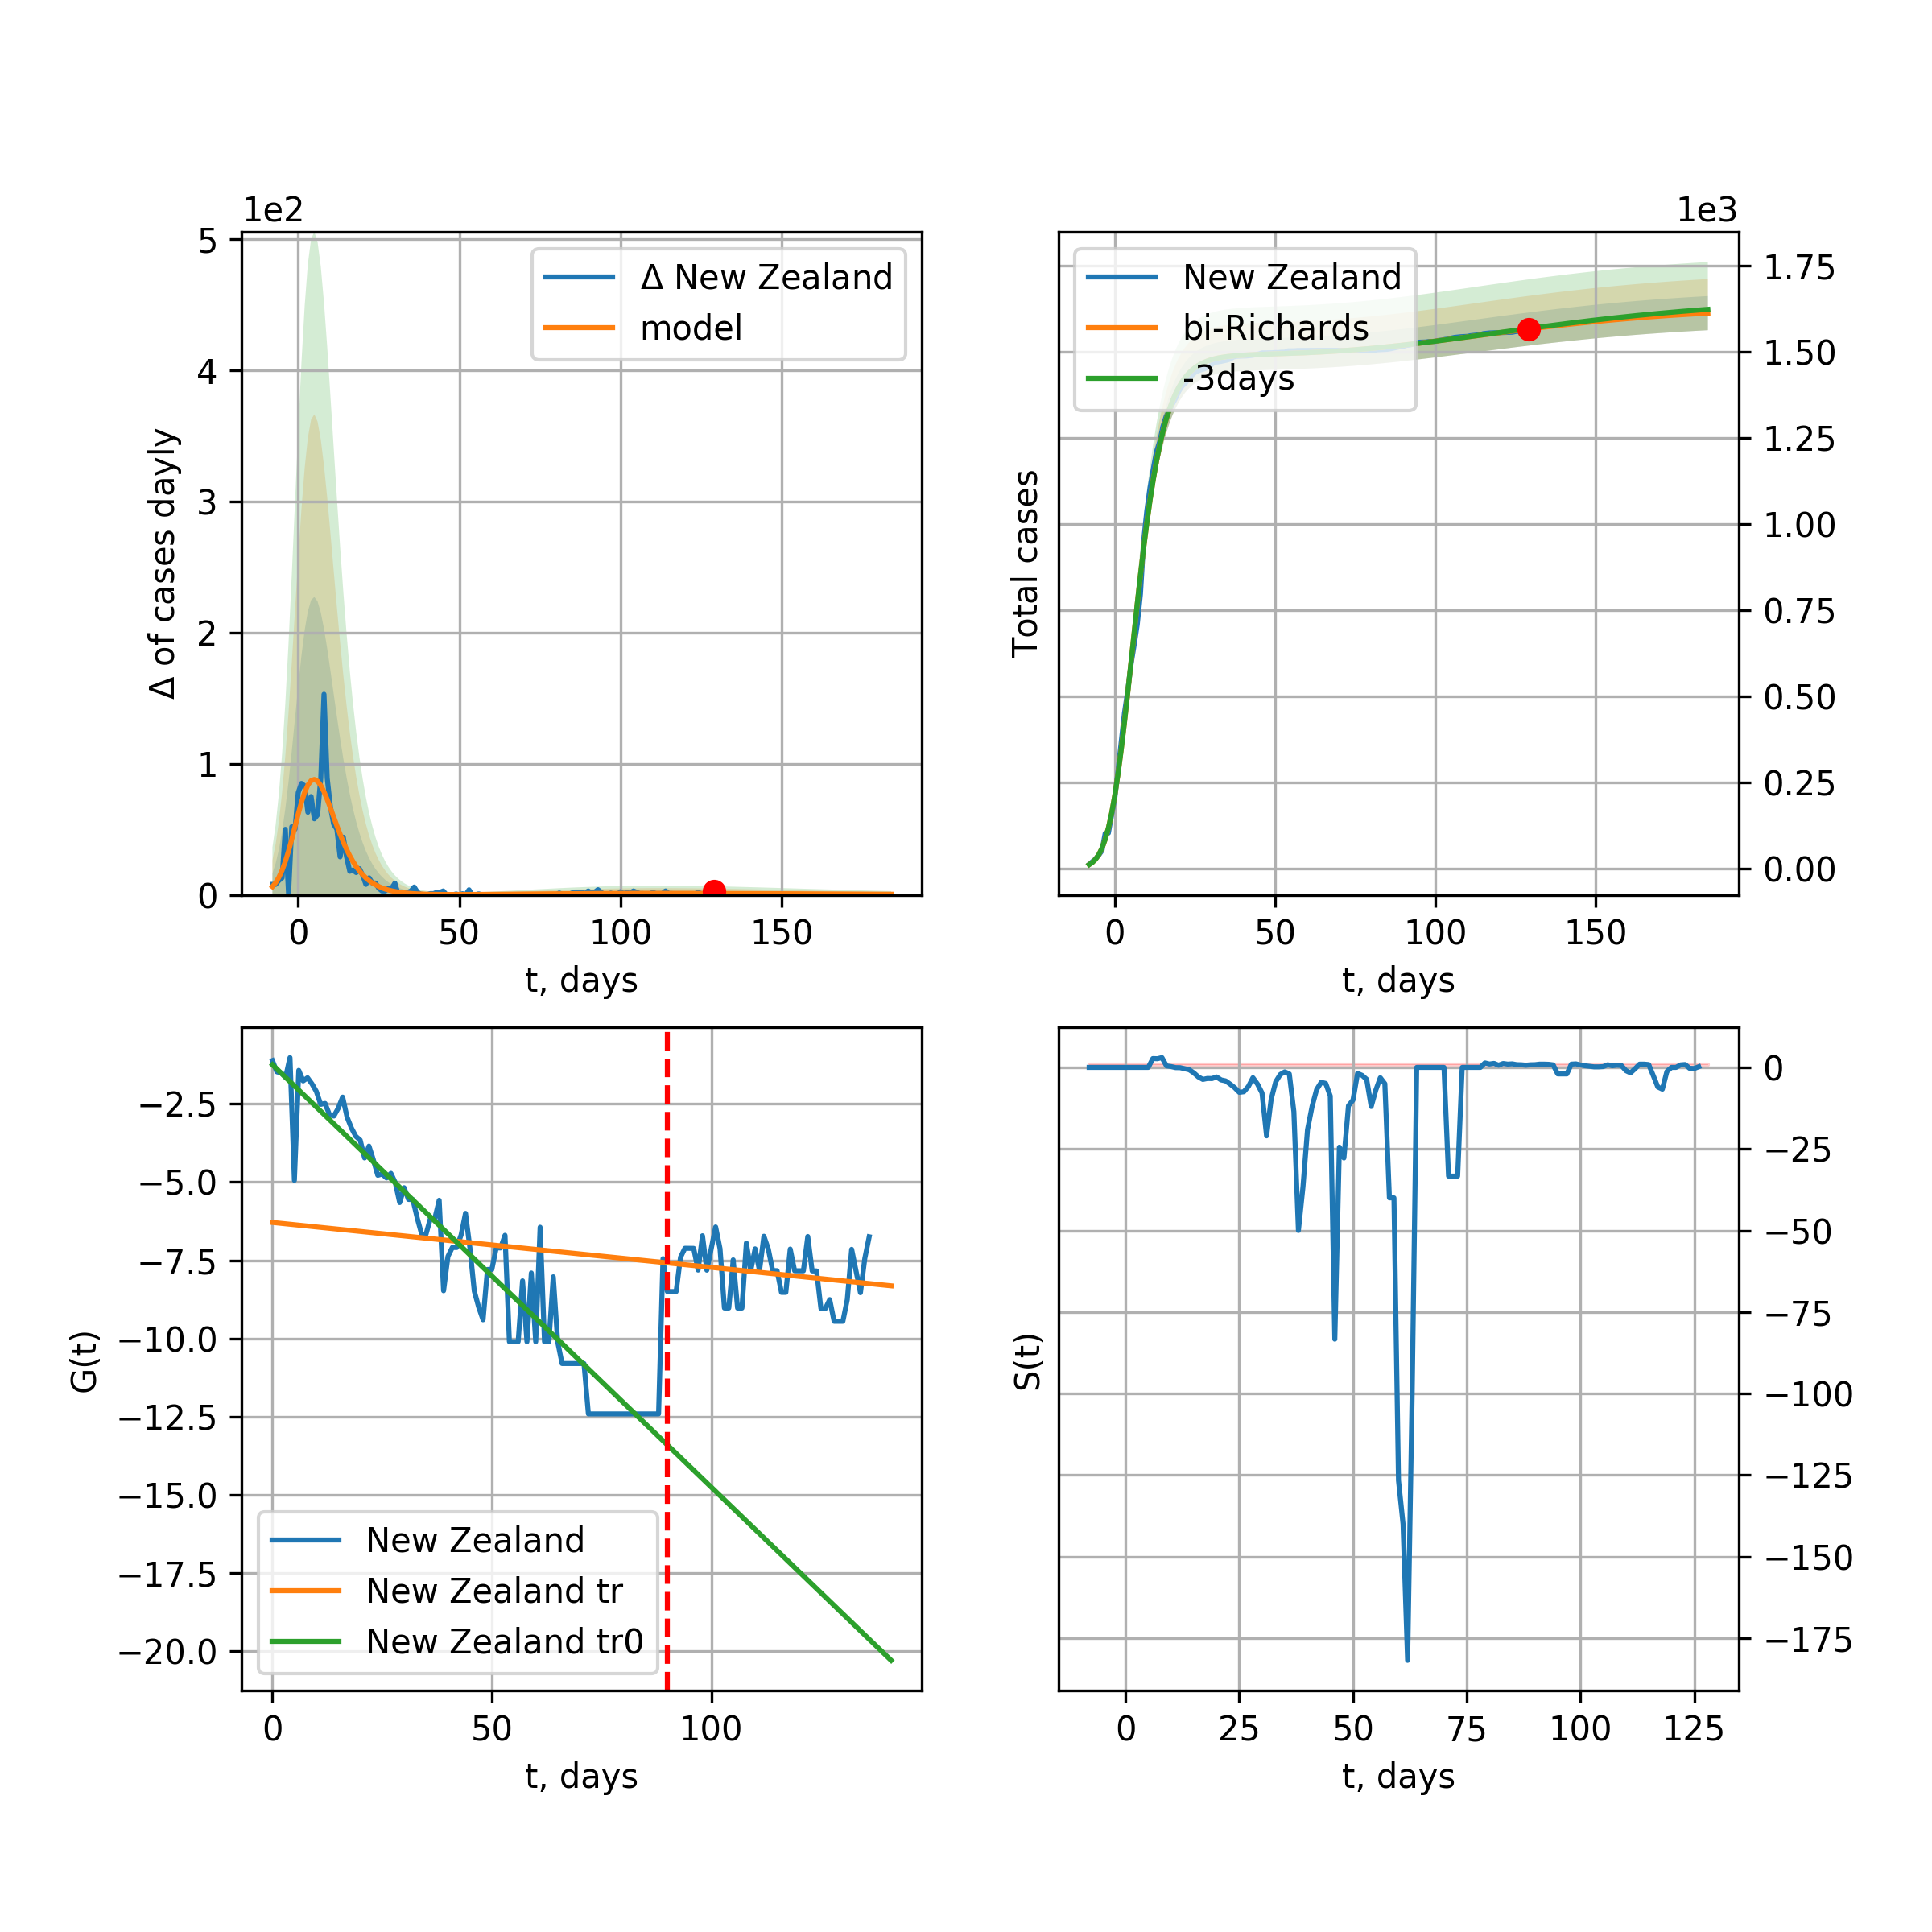 1e2
5
4
3
2
1
0
Δ of cases dayly
Δ New Zealand
model
0 50 100 150
t, days
1e3
Total cases
New Zealand
bi-Richards
-3days
1.75
1.50
1.25
1.00
0.75
0.50
0.25
0.00
0 50 100 150
t, days
G(t)
−2.5
−5.0
−7.5
−10.0
−12.5
−15.0
−17.5
−20.0
New Zealand
New Zealand tr
New Zealand tr0
0 50 100
t, days
S(t)
0
−25
−50
−75
−100
−125
−150
−175
0 25 50 75 100 125
t, days